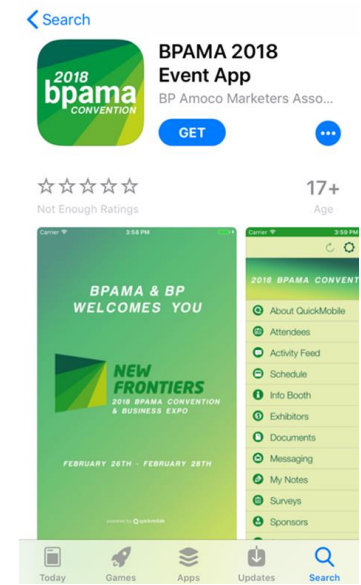 Search
2018
bpama
CONVENTION
BPAMA 2018
Event App
BP Amoco Marketers Asso...
GET
Not Enough Ratings
17+
Age
Carrier
3:58 PM
BPAMA & BP
WELCOMES YOU
NEW
FRONTIERS
2018 BPAMA CONVENTION
& BUSINESS EXPO
FEBRUARY 26TH - FEBRUARY 28TH
powered by quickmobile
Carrier
3:59 PM
2018 BPAMA CONVENT
About QuickMobile
Attendees
Activity Feed
Schedule
Info Booth
Exhibitors
Documents
Messaging
My Notes
Surveys
Sponsors
Today
Games
Apps
Updates
Search